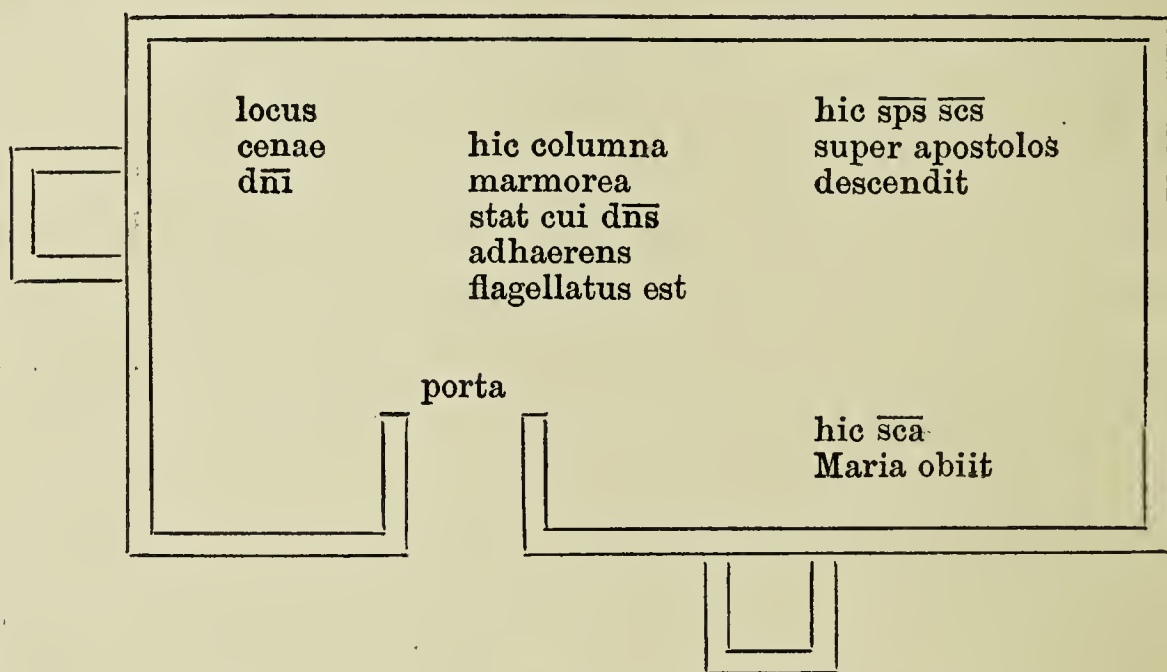 locus
cenae
dn̅i̅
hic columna
marmorea
stat cui dn̅s̅
adhaerens
flagellatus est
hic s̅p̅s̅ s̅c̅s̅
super apostolos
descendit
porta
hic s̅c̅a̅
Maria obiit